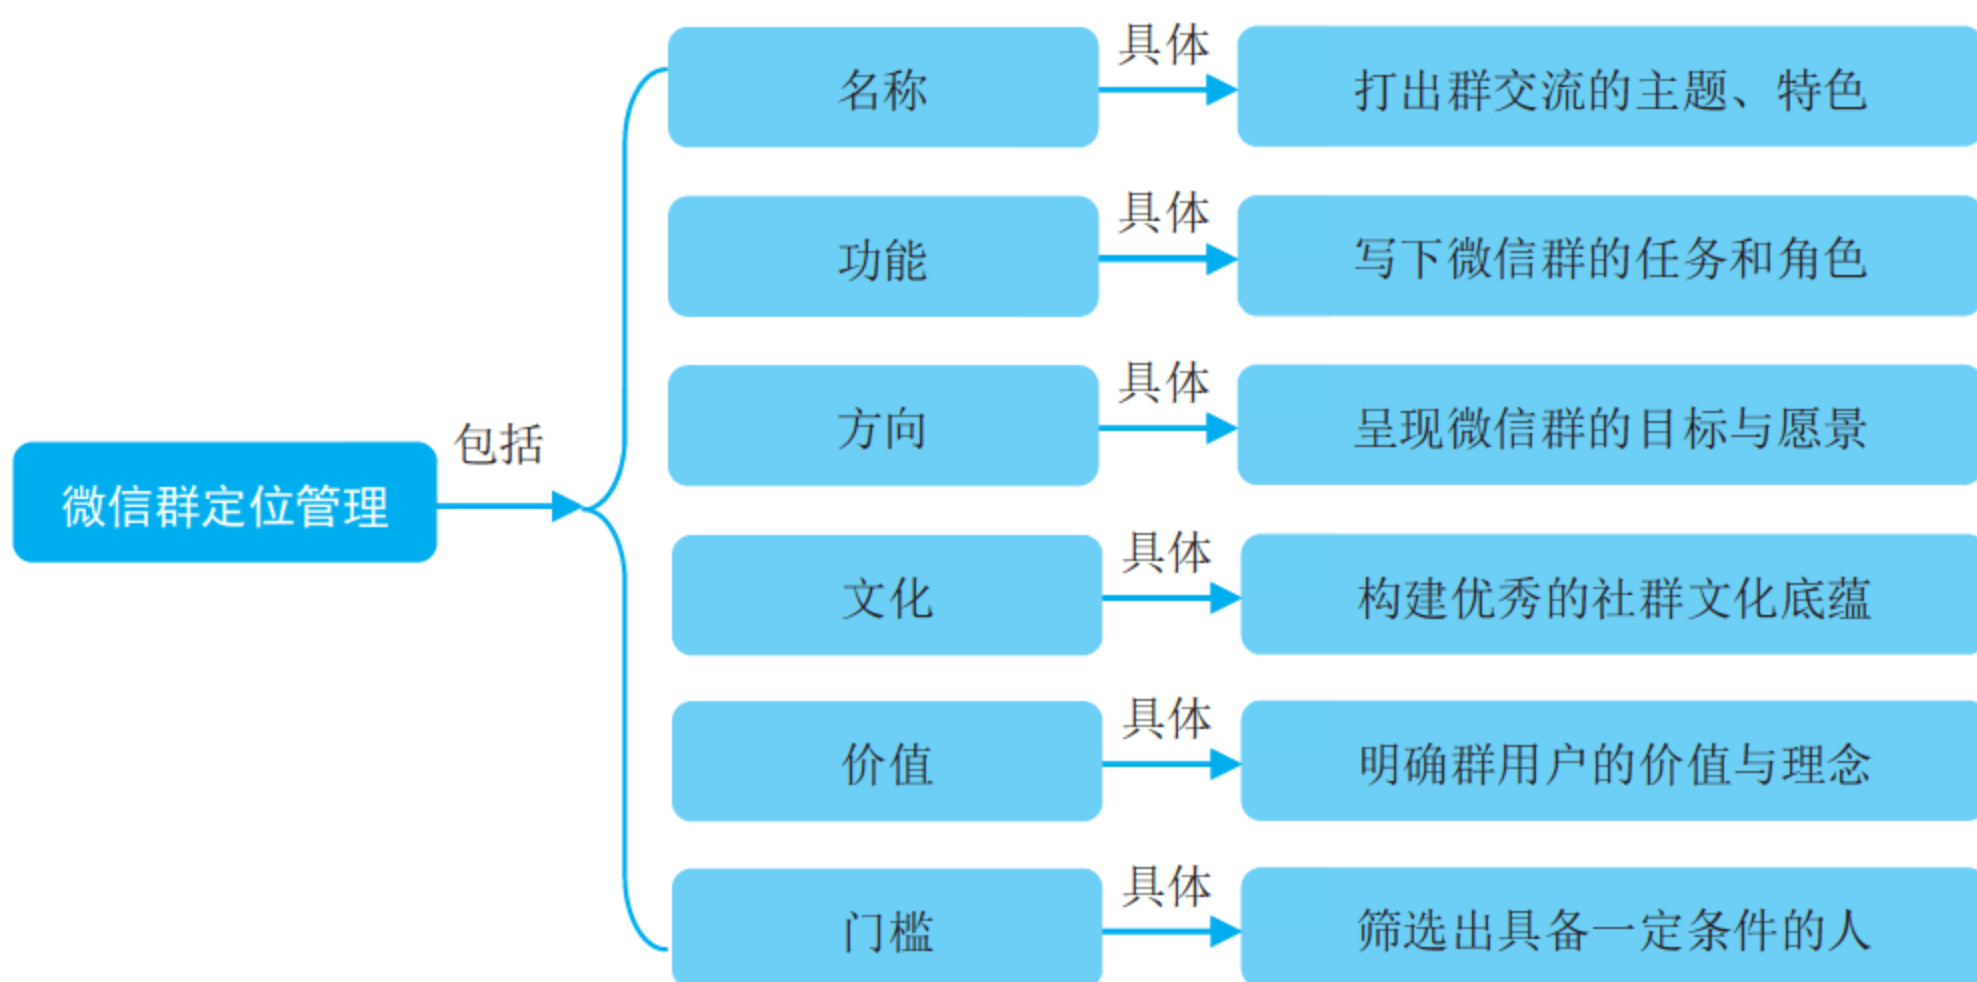 名称
具体
打出群交流的主题、特色
功能
具体
写下微信群的任务和角色
方向
具体
呈现微信群的目标与愿景
微信群定位管理
包括
文化
具体
构建优秀的社群文化底蕴
价值
具体
明确群用户的价值与理念
门槛
具体
筛选出具备一定条件的人